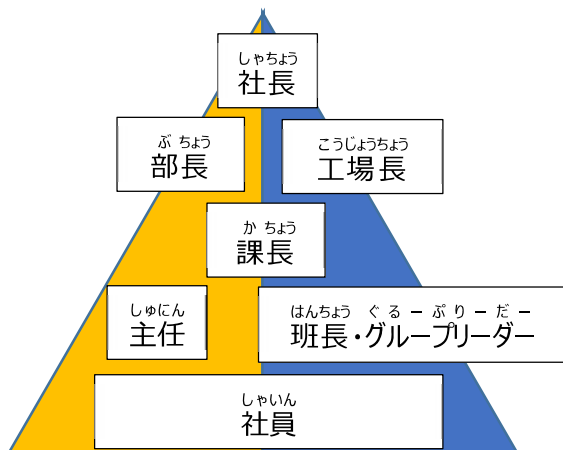 しゃちょう
社長
ぶちょう
部長
こうじょうちょう
工場長
かちょう
課長
しゅにん
主任
はんちょう ぐるーぷりーだー
班長・グループリーダー
しゃいん
社員